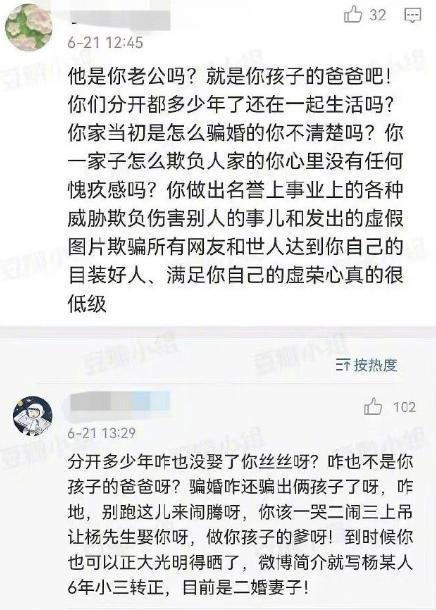 32
6-21 12:45
他是你老公吗？就是你孩子的爸爸吧！
你们分开都多少年了还在一起生活吗？
你家当初是怎么骗婚的你不清楚吗？你
一家子怎么欺负人家的你心里没有任何
愧疚感吗？你做出名誉上事业上的各种
威胁欺负伤害别人的事儿和发出的虚假
图片欺骗所有网友和世人达到你自己的
目装好人、满足你自己的虚荣心真的很
低级
豆瓣小组
按热度
102
6-21 13:29
分开多少年咋也没娶了你丝丝呀？咋也不是你
孩子的爸爸呀？骗婚咋还骗出俩孩子了呀，咋
地，别跑这儿来闹腾呀，你该一哭二闹三上吊
让杨先生娶你呀，做你孩子的爹呀！到时候你
也可以正大光明得晒了，微博简介就写杨某人
6年小三转正，目前是二婚妻子！